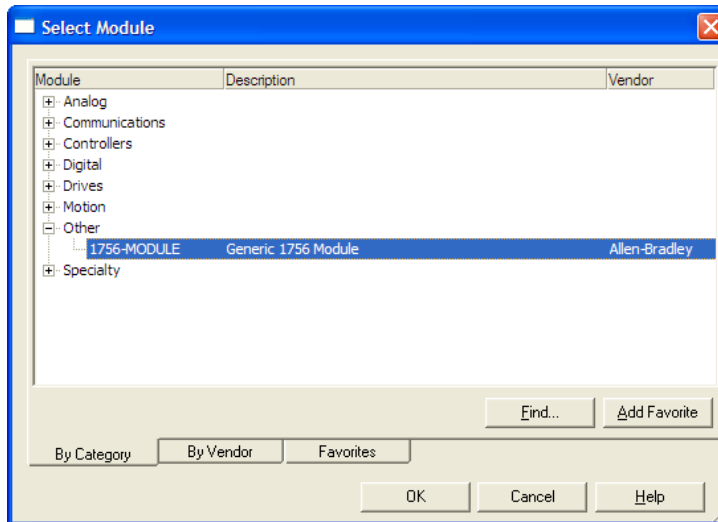 Select Module
Module Description Vendor
Analog
Communications
Controllers
Digital
Drives
Motion
Other
1756-MODULE Generic 1756 Module Allen-Bradley
Specialty
Find... Add Favorite
By Category By Vendor Favorites
OK Cancel Help